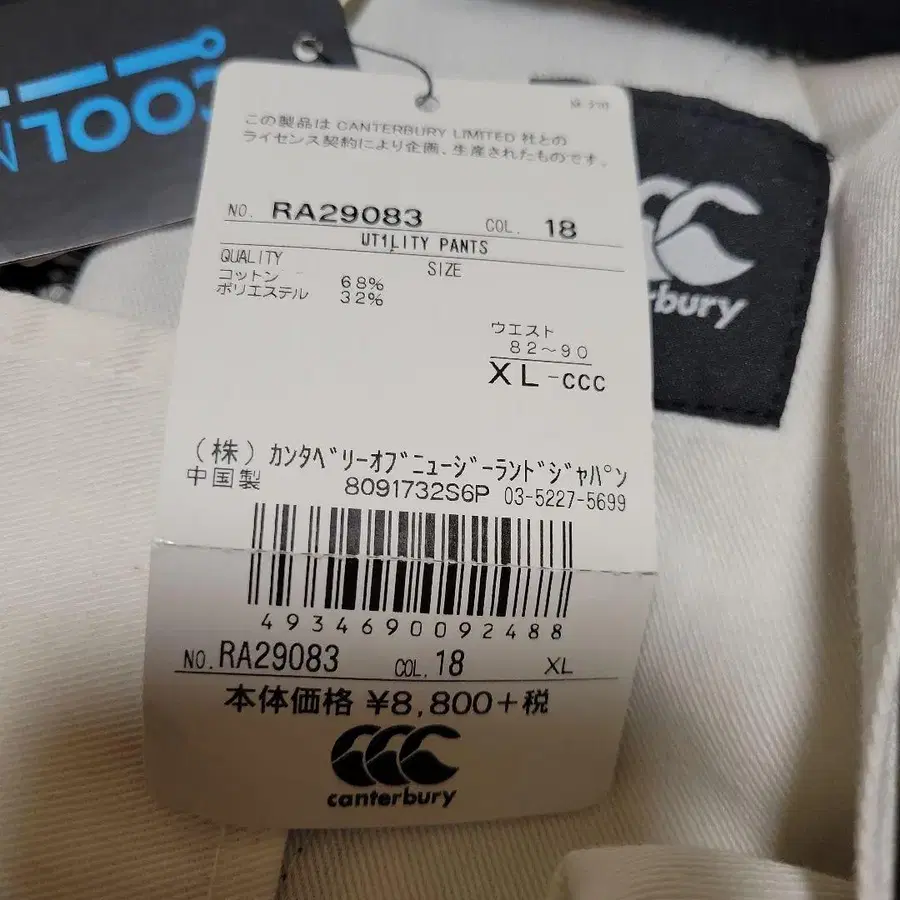 COOL
この製品は CANTERBURY LIMITED 社との
ライセンス契約により企画、生産されたものです。
NO. RA29083 COL. 18
UT1LITY PANTS
QUALITY SIZE
コットン 68%
ポリエステル 32%
ウエスト
82～90
XL-CCC
(株)カンタベリーオブニュージーランドジャパン
中国製 8091732S6P 03-5227-5699
4934690092488
NO. RA29083 COL. 18 XL
本体価格 ¥8,800+税
canterbury
terbury